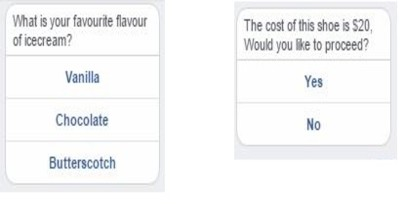 What is your favourite flavour
of icecream?
Vanilla
Chocolate
Butterscotch
The cost of this shoe is $20,
Would you like to proceed?
Yes
No